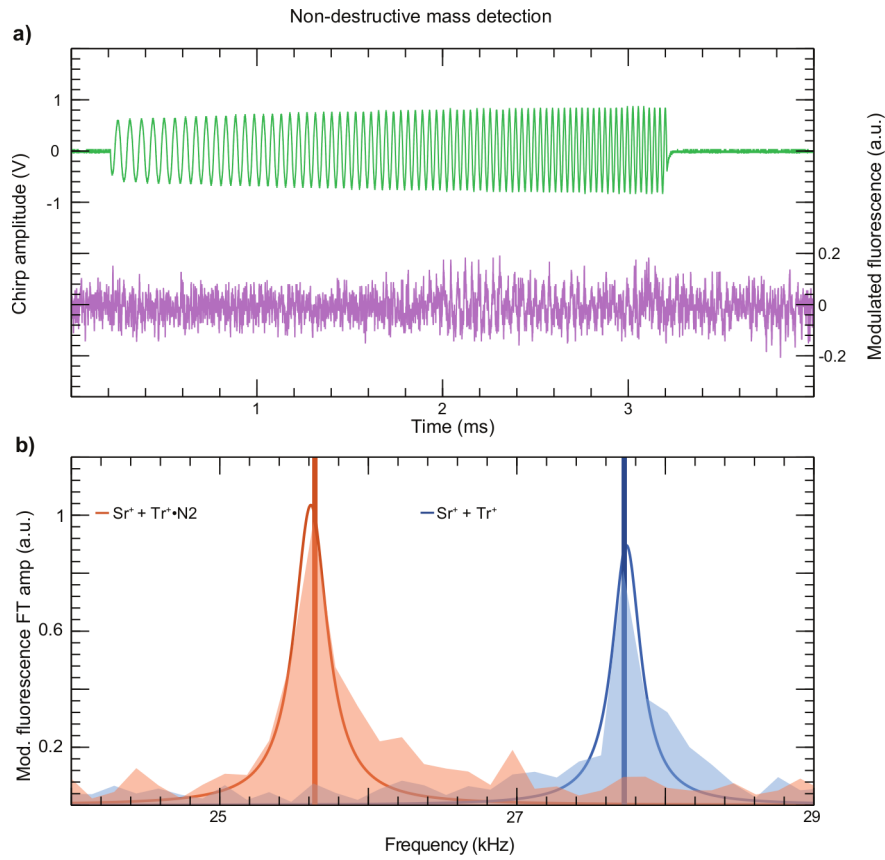 Non-destructive mass detection
a)
1
0
-1
Chirp amplitude (V)
0.2
0
-0.2
Modulated fluorescence (a.u.)
1
2
3
Time (ms)
b)
Sr⁺ + Tr⁺•N2
Sr⁺ + Tr⁺
1
0.6
0.2
Mod. fluorescence FT amp (a.u.)
25
27
29
Frequency (kHz)